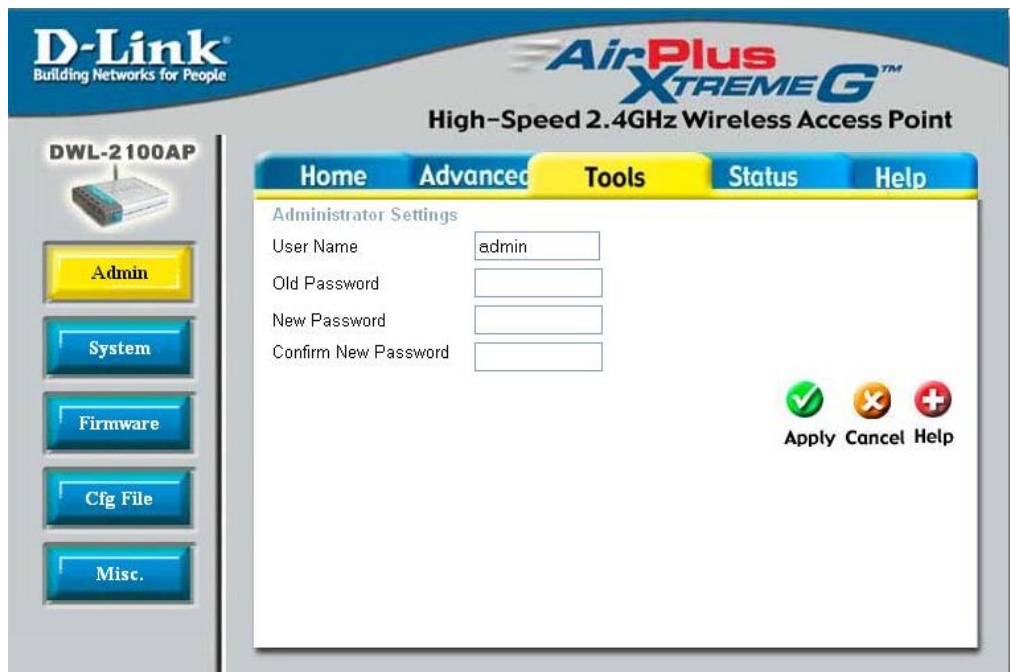 D-Link
Building Networks for People
AirPlus
XTREME G™
High-Speed 2.4GHz Wireless Access Point
DWL-2100AP
Home Advanced Tools Status Help
Administrator Settings
User Name admin
Old Password
New Password
Confirm New Password
Apply Cancel Help
Admin
System
Firmware
Cfg File
Misc.